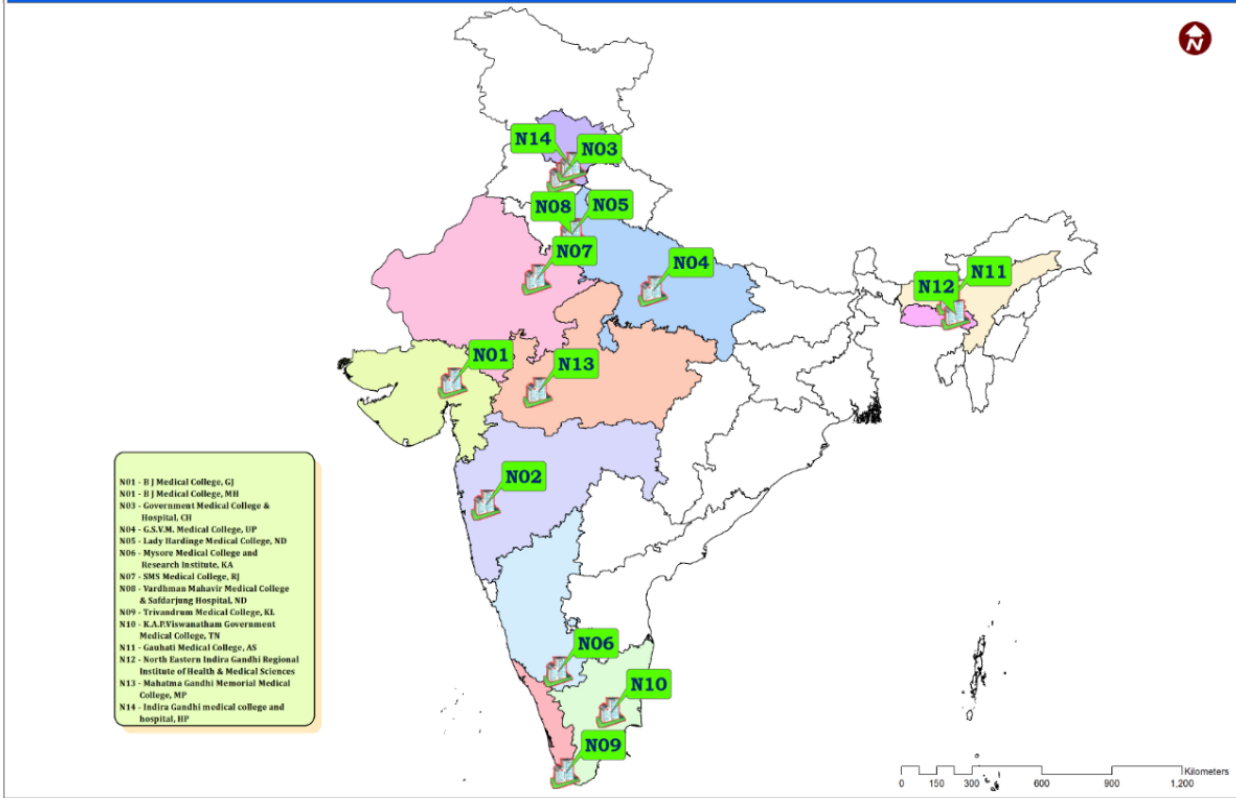 N
N14
N03
N08
N05
N07
N04
N11
N12
N01
N13
N02
N06
N10
N09
N01 - B J Medical College, GJ
N01 - B J Medical College, MH
N03 - Government Medical College &
Hospital, CH
N04 - G.S.V.M. Medical College, UP
N05 - Lady Hardinge Medical College, ND
N06 - Mysore Medical College and
Research Institute, KA
N07 - SMS Medical College, RJ
N08 - Vardhman Mahavir Medical College
& Safdarjung Hospital, ND
N09 - Trivandrum Medical College, KL
N10 - K.A.P.Viswanatham Government
Medical College, TN
N11 - Gauhati Medical College, AS
N12 - North Eastern Indira Gandhi Regional
Institute of Health & Medical Sciences
N13 - Mahatma Gandhi Memorial Medical
College, MP
N14 - Indira Gandhi medical college and
hospital, HP
Kilometers
0 150 300 600 900 1,200